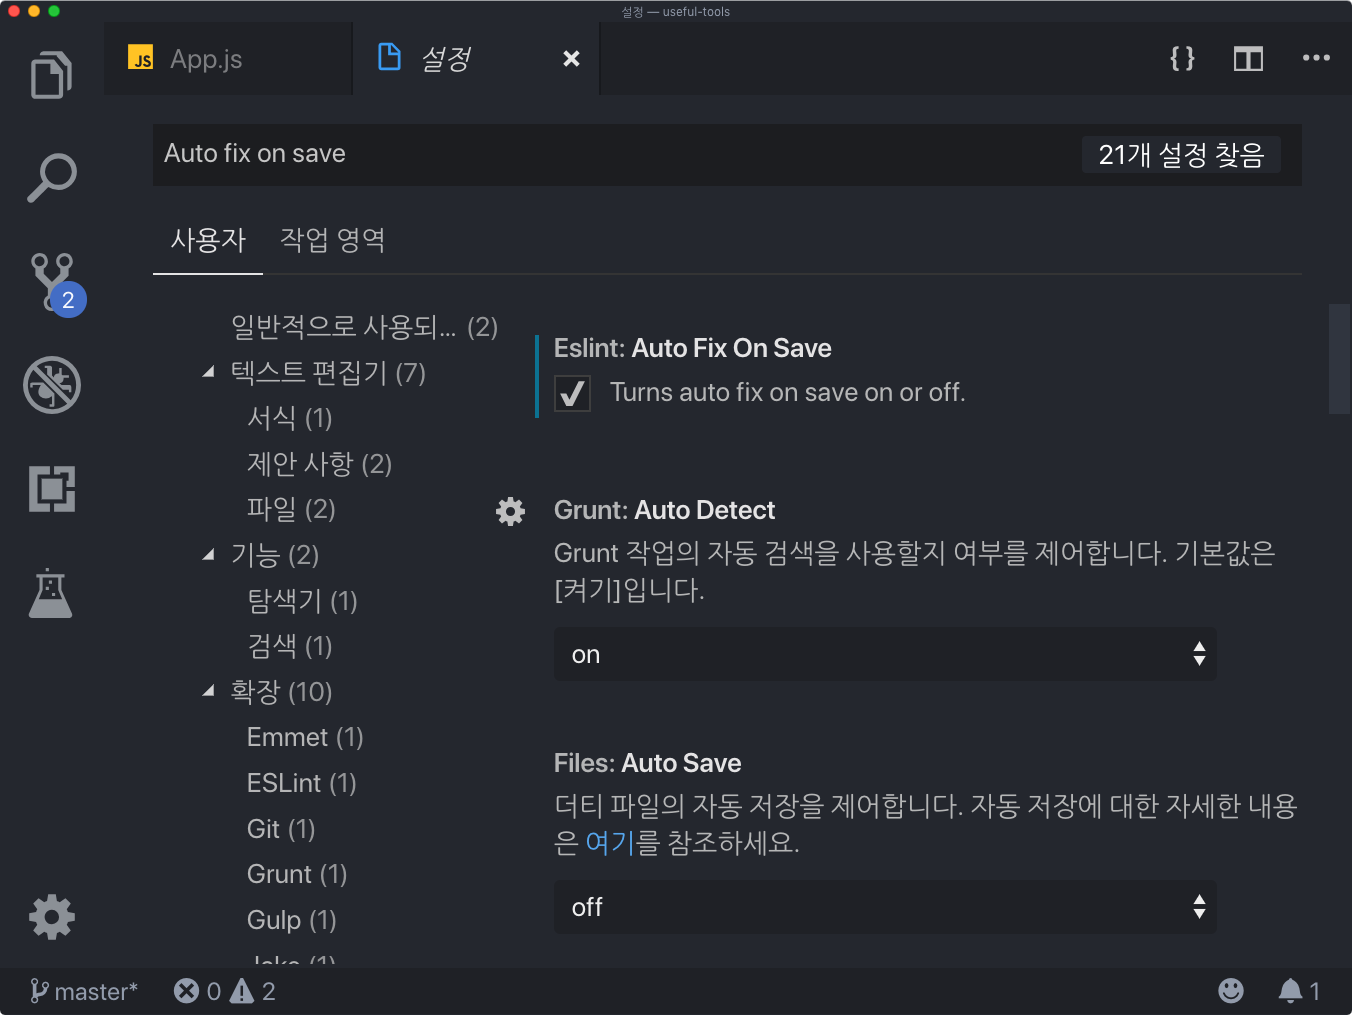 설정 — useful-tools
JS App.js
설정
Auto fix on save
21개 설정 찾음
사용자
작업 영역
2
일반적으로 사용되... (2)
텍스트 편집기 (7)
서식 (1)
제안 사항 (2)
파일 (2)
기능 (2)
탐색기 (1)
검색 (1)
확장 (10)
Emmet (1)
ESLint (1)
Git (1)
Grunt (1)
Gulp (1)
Jake (1)
Eslint: Auto Fix On Save
Turns auto fix on save on or off.
Grunt: Auto Detect
Grunt 작업의 자동 검색을 사용할지 여부를 제어합니다. 기본값은
[켜기]입니다.
on
Files: Auto Save
더티 파일의 자동 저장을 제어합니다. 자동 저장에 대한 자세한 내용
은 여기를 참조하세요.
off
master*
0
2
1